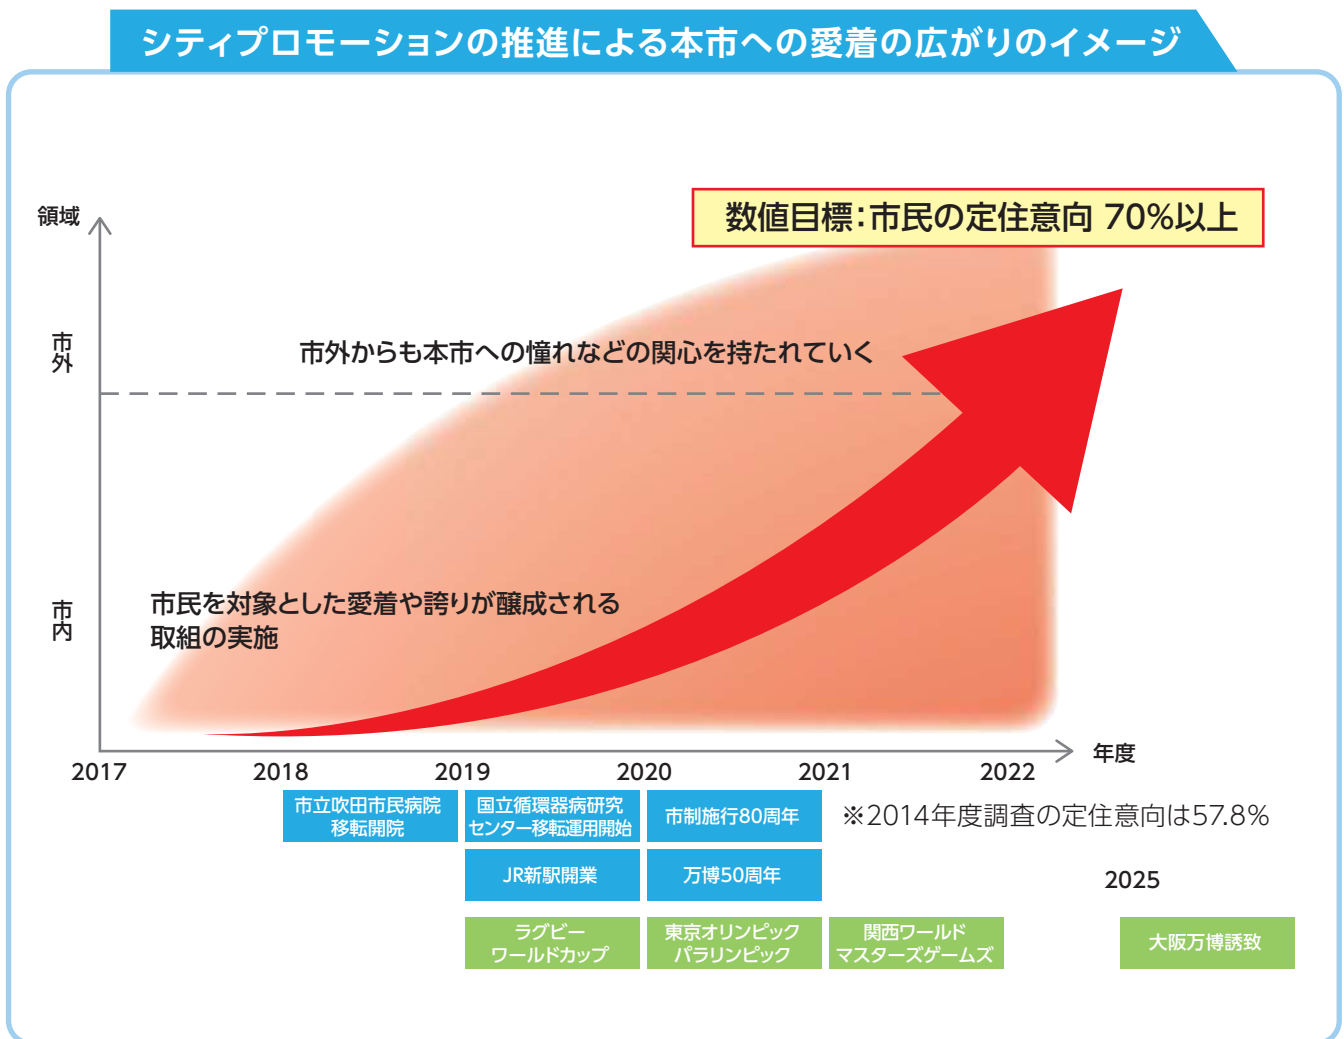 シティプロモーションの推進による本市への愛着の広がりのイメージ
数値目標：市民の定住意向 70%以上
領域
市外
市外からも本市への憧れなどの関心を持たれていく
市内
市民を対象とした愛着や誇りが醸成される
取組の実施
年度
2017 2018 2019 2020 2021 2022
市立吹田市民病院
移転開院
国立循環器病研究
センター移転運用開始
市制施行80周年
※2014年度調査の定住意向は57.8%
JR新駅開業
万博50周年
2025
ラグビー
ワールドカップ
東京オリンピック
パラリンピック
関西ワールド
マスターズゲームズ
大阪万博誘致